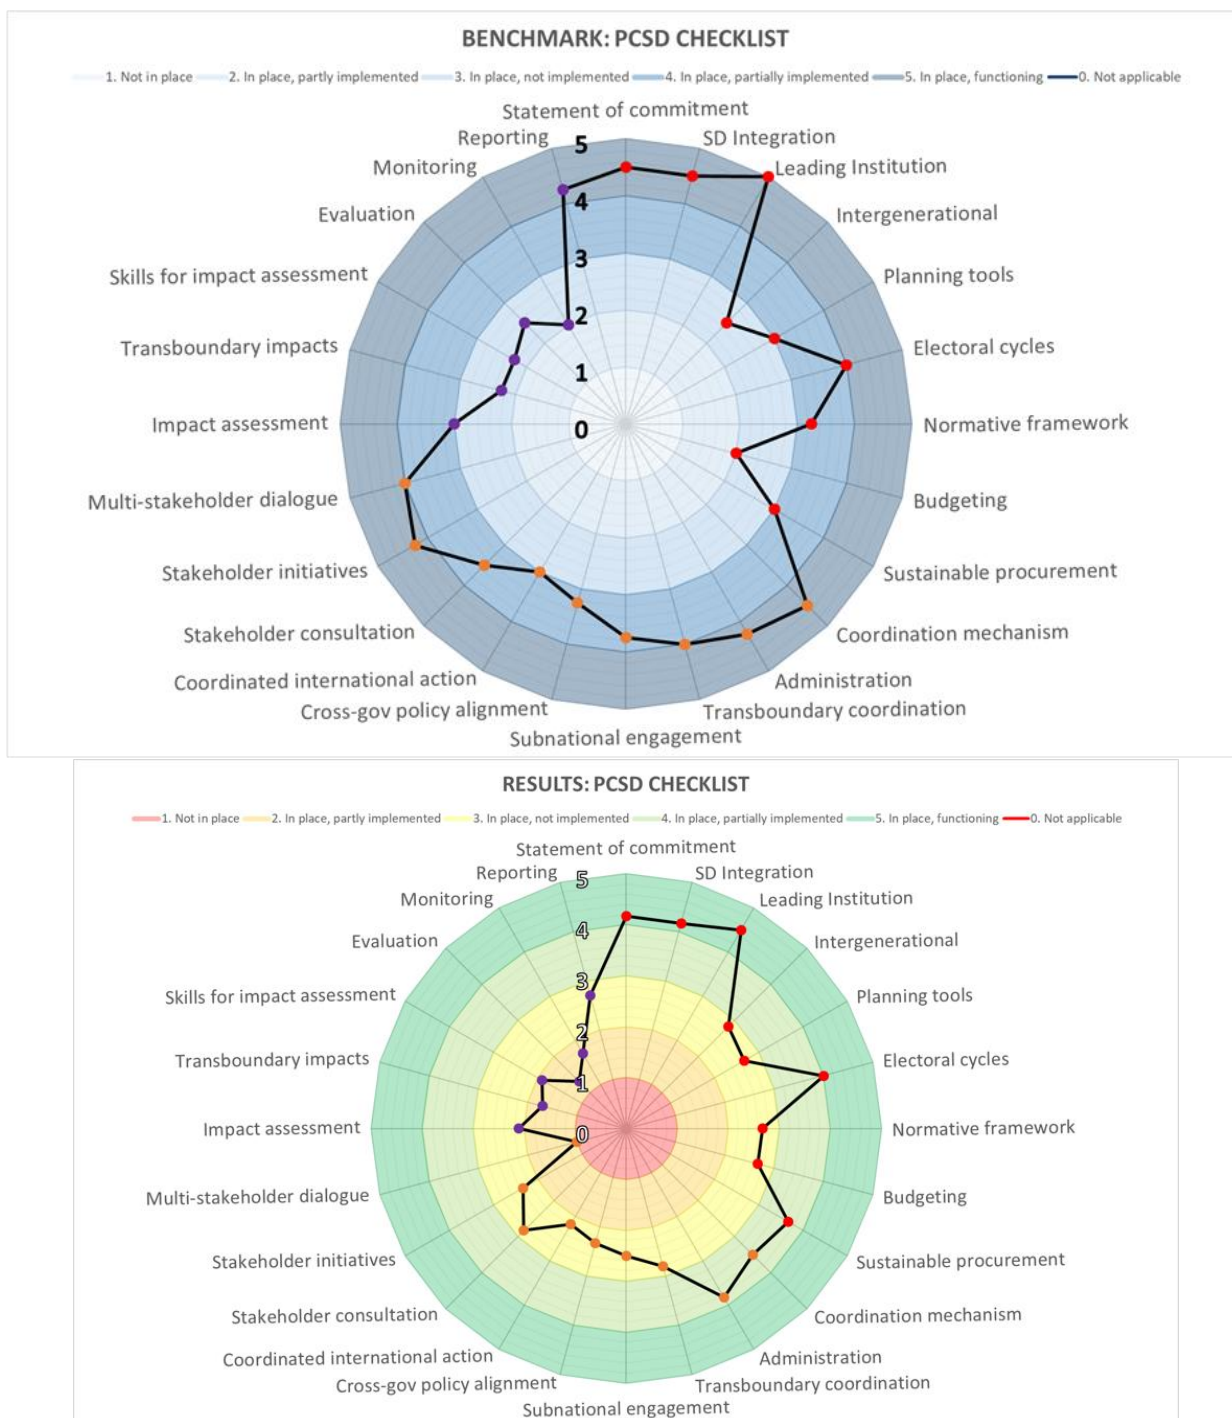 BENCHMARK: PCSD CHECKLIST
1. Not in place 2. In place, partly implemented 3. In place, not implemented 4. In place, partially implemented 5. In place, functioning 0. Not applicable
Statement of commitment
Reporting 5 SD Integration
Monitoring Leading Institution
Evaluation 4 Intergenerational
Skills for impact assessment 3 Planning tools
Transboundary impacts 2 Electoral cycles
1
Impact assessment 0 Normative framework
Multi-stakeholder dialogue Budgeting
Stakeholder initiatives Sustainable procurement
Stakeholder consultation Coordination mechanism
Coordinated international action Administration
Cross-gov policy alignment Transboundary coordination
Subnational engagement
RESULTS: PCSD CHECKLIST
1. Not in place 2. In place, partly implemented 3. In place, not implemented 4. In place, partially implemented 5. In place, functioning 0. Not applicable
Statement of commitment
Reporting 5 SD Integration
Monitoring Leading Institution
Evaluation 4 Intergenerational
Skills for impact assessment 3 Planning tools
Transboundary impacts 2 Electoral cycles
1
Impact assessment 0 Normative framework
Multi-stakeholder dialogue Budgeting
Stakeholder initiatives Sustainable procurement
Stakeholder consultation Coordination mechanism
Coordinated international action Administration
Cross-gov policy alignment Transboundary coordination
Subnational engagement